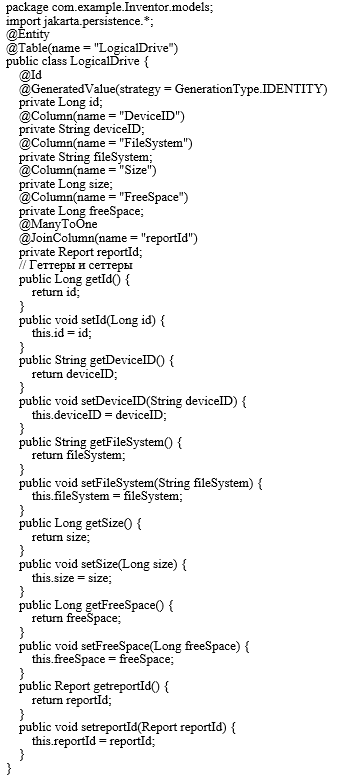 package com.example.Inventor.models;
import jakarta.persistence.*;
@Entity
@Table(name = "LogicalDrive")
public class LogicalDrive {
@Id
@GeneratedValue(strategy = GenerationType.IDENTITY)
private Long id;
@Column(name = "DeviceID")
private String deviceID;
@Column(name = "FileSystem")
private String fileSystem;
@Column(name = "Size")
private Long size;
@Column(name = "FreeSpace")
private Long freeSpace;
@ManyToOne
@JoinColumn(name = "reportId")
private Report reportId;
// Геттеры и сеттеры
public Long getId() {
return id;
}
public void setId(Long id) {
this.id = id;
}
public String getDeviceID() {
return deviceID;
}
public void setDeviceID(String deviceID) {
this.deviceID = deviceID;
}
public String getFileSystem() {
return fileSystem;
}
public void setFileSystem(String fileSystem) {
this.fileSystem = fileSystem;
}
public Long getSize() {
return size;
}
public void setSize(Long size) {
this.size = size;
}
public Long getFreeSpace() {
return freeSpace;
}
public void setFreeSpace(Long freeSpace) {
this.freeSpace = freeSpace;
}
public Report getreportId() {
return reportId;
}
public void setreportId(Report reportId) {
this.reportId = reportId;
}
}